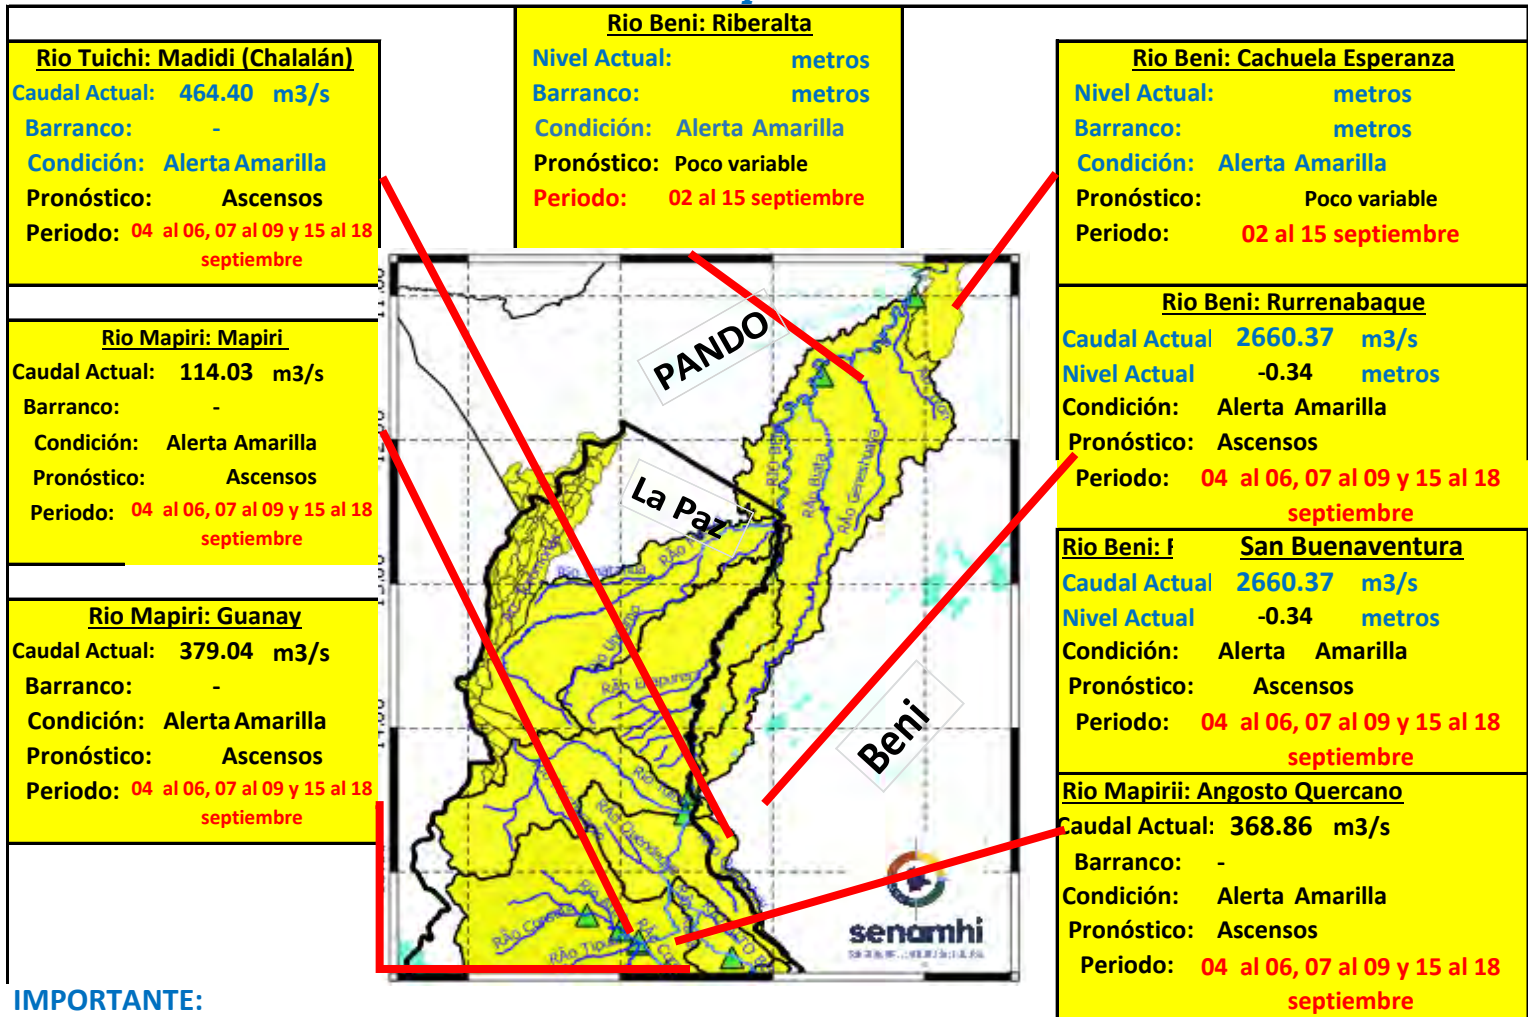 Rio Beni: Riberalta
Nivel Actual: metros
Barranco: metros
Condición: Alerta Amarilla
Pronóstico: Poco variable
Periodo: 02 al 15 septiembre
Rio Tuichi: Madidi (Chalalán)
Caudal Actual: 464.40 m3/s
Barranco: -
Condición: Alerta Amarilla
Pronóstico: Ascensos
Periodo: 04 al 06, 07 al 09 y 15 al 18
septiembre
Rio Mapiri: Mapiri
Caudal Actual: 114.03 m3/s
Barranco: -
Condición: Alerta Amarilla
Pronóstico: Ascensos
Periodo: 04 al 06, 07 al 09 y 15 al 18
septiembre
Rio Mapiri: Guanay
Caudal Actual: 379.04 m3/s
Barranco: -
Condición: Alerta Amarilla
Pronóstico: Ascensos
Periodo: 04 al 06, 07 al 09 y 15 al 18
septiembre
Rio Beni: Cachuela Esperanza
Nivel Actual: metros
Barranco: metros
Condición: Alerta Amarilla
Pronóstico: Poco variable
Periodo: 02 al 15 septiembre
Rio Beni: Rurrenabaque
Caudal Actual 2660.37 m3/s
Nivel Actual -0.34 metros
Condición: Alerta Amarilla
Pronóstico: Ascensos
Periodo: 04 al 06, 07 al 09 y 15 al 18
septiembre
Rio Beni: San Buenaventura
Caudal Actual 2660.37 m3/s
Nivel Actual -0.34 metros
Condición: Alerta Amarilla
Pronóstico: Ascensos
Periodo: 04 al 06, 07 al 09 y 15 al 18
septiembre
Rio Mapirii: Angosto Quercano
Caudal Actual: 368.86 m3/s
Barranco: -
Condición: Alerta Amarilla
Pronóstico: Ascensos
Periodo: 04 al 06, 07 al 09 y 15 al 18
septiembre
PANDO
La Paz
Beni
RÃo Biata
RÃo Geneshuaya
senamhi
IMPORTANTE: